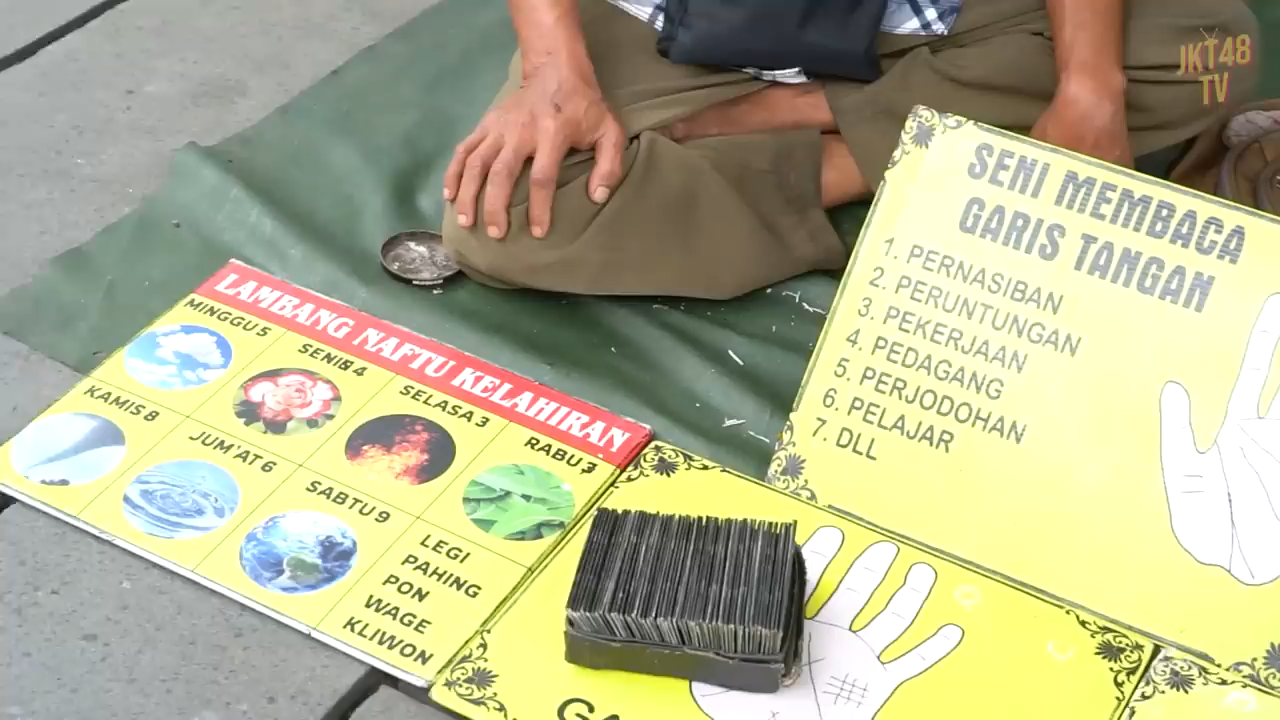 JKT48
TV
SENI MEMBACA
GARIS TANGAN
1. PERNASIBAN
2. PERUNTUNGAN
3. PEKERJAAN
4. PEDAGANG
5. PERJODOHAN
6. PELAJAR
7. DLL
LAMBANG NAFTU KELAHIRAN
MINGGU 5
SENIN 4
SELASA 3
RABU 7
KAMIS 8
JUM'AT 6
SABTU 9
LEGI
PAHING
PON
WAGE
KLIWON